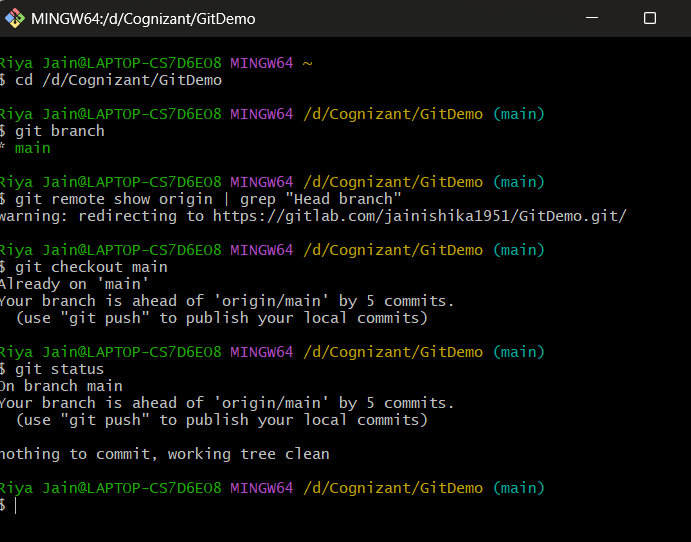 MINGW64:/d/Cognizant/GitDemo
Riya Jain@LAPTOP-CS7D6EO8 MINGW64 ~
$ cd /d/Cognizant/GitDemo
Riya Jain@LAPTOP-CS7D6EO8 MINGW64 /d/Cognizant/GitDemo (main)
$ git branch
* main
Riya Jain@LAPTOP-CS7D6EO8 MINGW64 /d/Cognizant/GitDemo (main)
$ git remote show origin | grep "Head branch"
warning: redirecting to https://gitlab.com/jainishika1951/GitDemo.git/
Riya Jain@LAPTOP-CS7D6EO8 MINGW64 /d/Cognizant/GitDemo (main)
$ git checkout main
Already on 'main'
Your branch is ahead of 'origin/main' by 5 commits.
(use "git push" to publish your local commits)
Riya Jain@LAPTOP-CS7D6EO8 MINGW64 /d/Cognizant/GitDemo (main)
$ git status
On branch main
Your branch is ahead of 'origin/main' by 5 commits.
(use "git push" to publish your local commits)
nothing to commit, working tree clean
Riya Jain@LAPTOP-CS7D6EO8 MINGW64 /d/Cognizant/GitDemo (main)
$